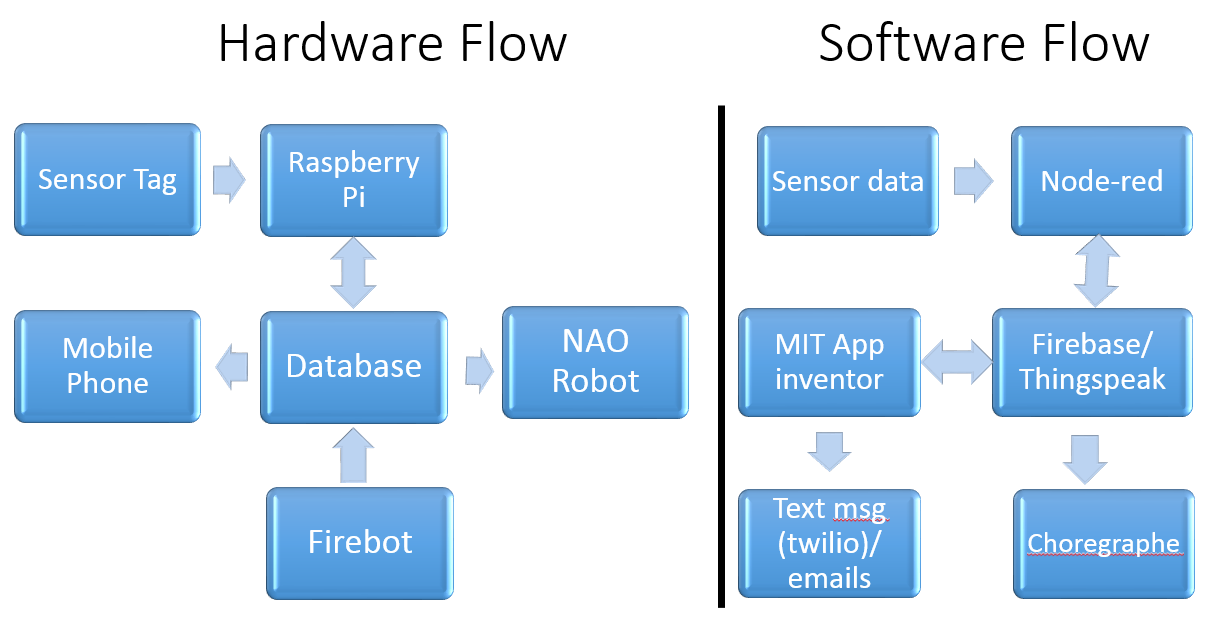 Hardware Flow
Software Flow
Sensor Tag
Raspberry
Pi
Mobile
Phone
Database
NAO
Robot
Firebot
Sensor data
Node-red
MIT App
inventor
Firebase/
Thingspeak
Text msg
(twilio)/
emails
Choregraphe